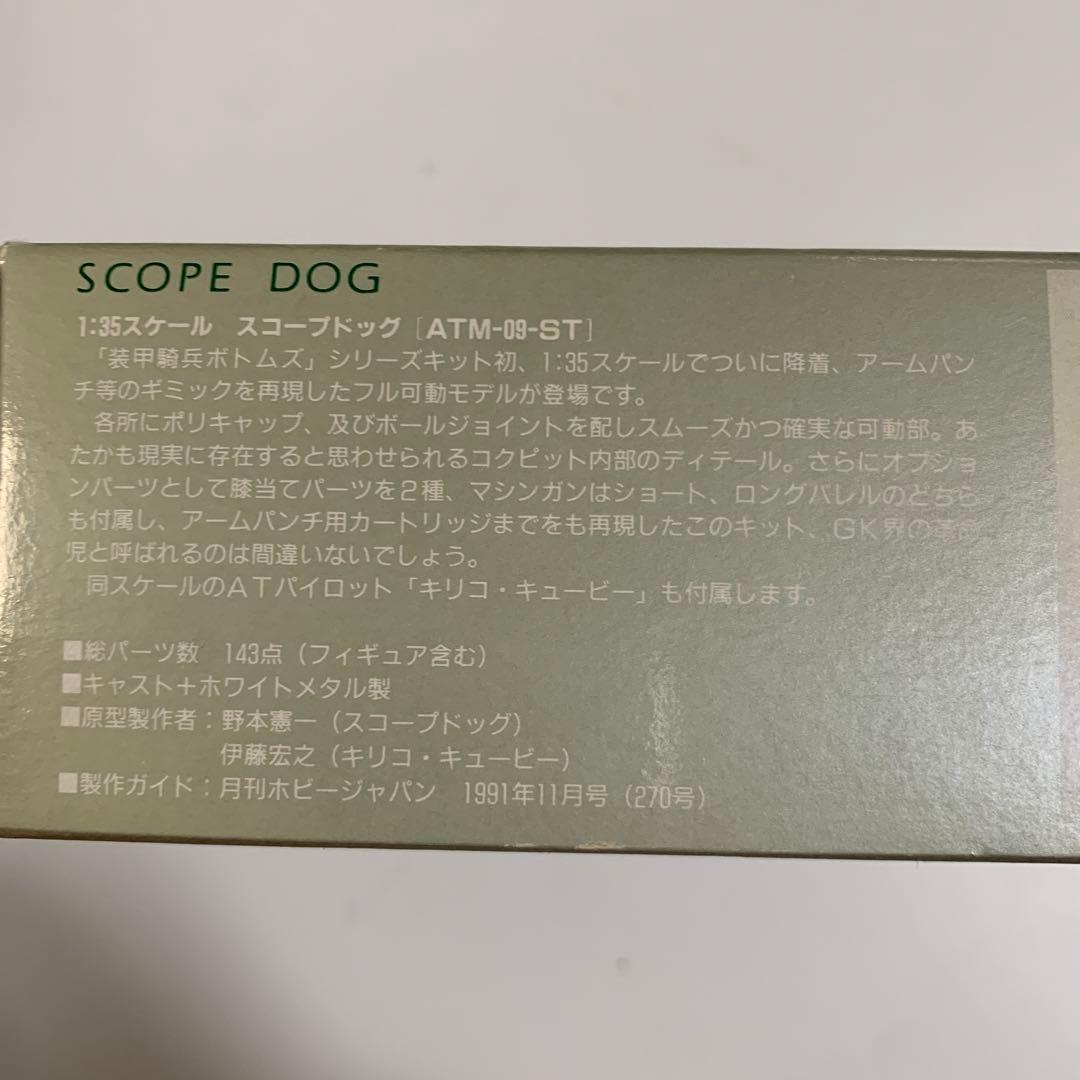 SCOPE DOG
1:35スケール スコープドッグ [ATM-09-ST]
「装甲騎兵ボトムズ」シリーズキット初、1:35スケールでついに降着、アームパン
チ等のギミックを再現したフル可動モデルが登場です。
各所にポリキャップ、及びボールジョイントを配しスムーズかつ確実な可動部。あ
たかも現実に存在すると思わせられるコクピット内部のディテール。さらにオプショ
ンパーツとして膝当てパーツを2種、マシンガンはショート、ロングバレルのどちら
も付属し、アームパンチ用カートリッジまでをも再現したこのキット、GK界の革命
児と呼ばれるのは間違いないでしょう。
同スケールのATパイロット「キリコ・キュービー」も付属します。
■総パーツ数 143点(フィギュア含む)
■キャスト+ホワイトメタル製
■原型製作者:野本憲一(スコープドッグ)
伊藤宏之(キリコ・キュービー)
■製作ガイド:月刊ホビージャパン 1991年11月号(270号)